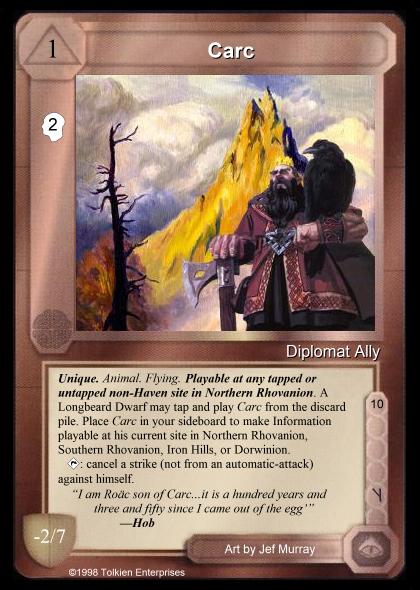 1
Carc
2
Diplomat Ally
Unique. Animal. Flying. Playable at any tapped or
untapped non-Haven site in Northern Rhovanion. A
Longbeard Dwarf may tap and play Carc from the discard
pile. Place Carc in your sideboard to make Information
playable at his current site in Northern Rhovanion,
Southern Rhovanion, Iron Hills, or Dorwinion.
: cancel a strike (not from an automatic-attack)
against himself.
“I am Roäc son of Carc...it is a hundred years and
three and fifty since I came out of the egg’”
—Hob
10
-2/7
Art by Jef Murray
©1998 Tolkien Enterprises